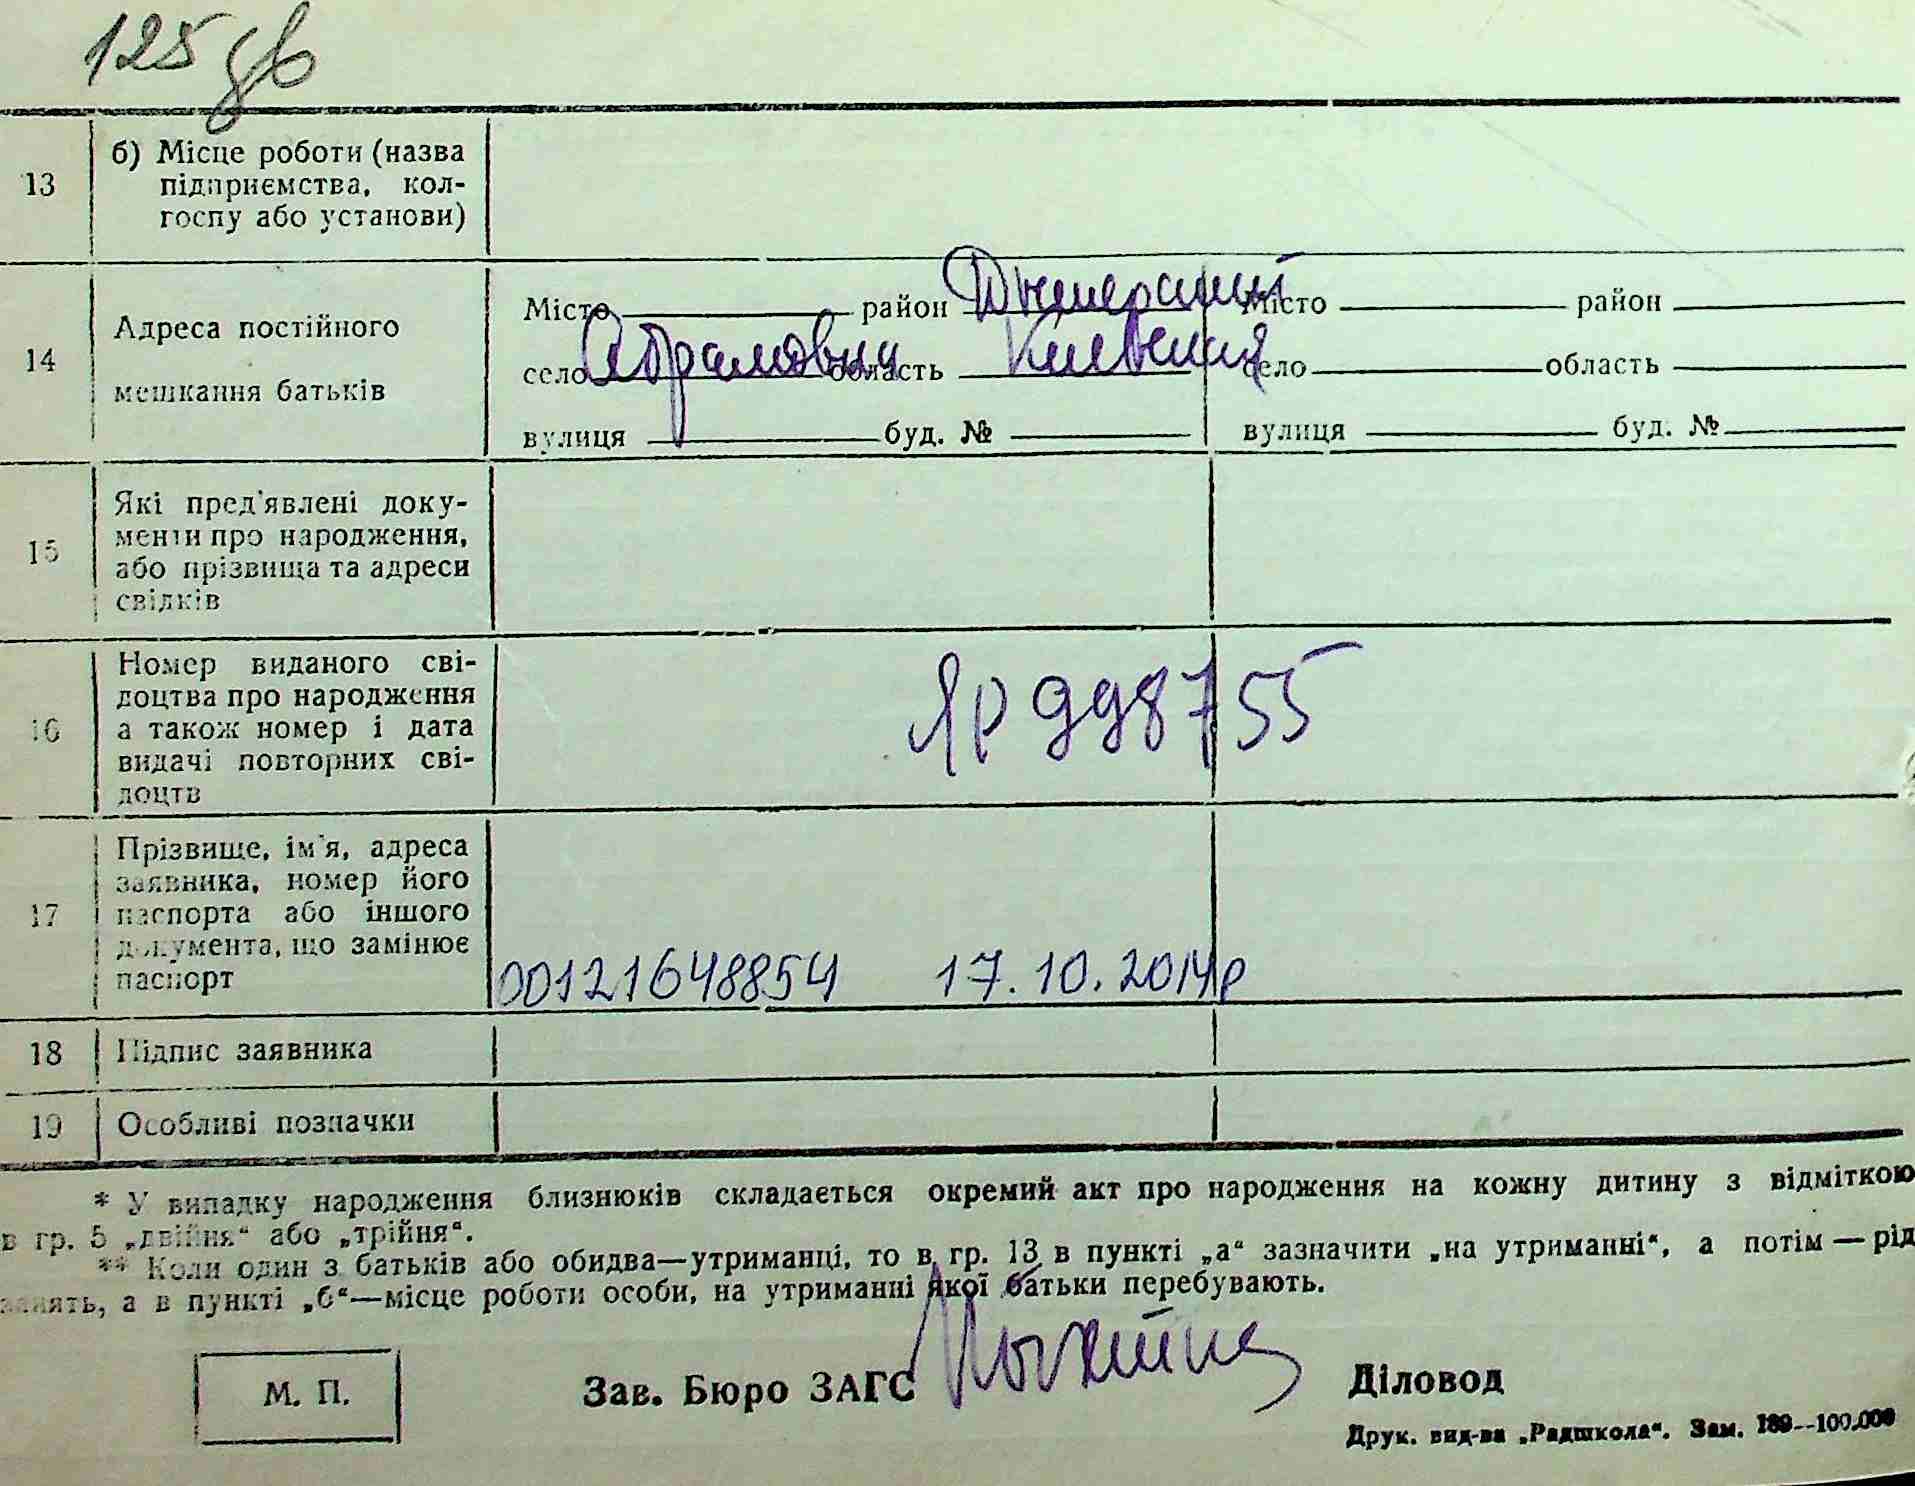 125 дв
13
б) Місце роботи (назва
підприємства, кол-
госпу або установи)
14
Адреса постійного
мешкання батьків
Місто район Дымерский
село Абрамовка область Киевская
вулиця буд. №
Місто район
село область
вулиця буд. №
15
Які пред'явлені доку-
менти про народження,
або прізвища та адреси
свідків
16
Номер виданого сві-
доцтва про народження
а також номер і дата
видачі повторних сві-
доцтв
998755
17
Прізвище, ім'я, адреса
заявника, номер його
паспорта або іншого
документа, що замінює
паспорт
00121648854 17.10.2014р
18
Підпис заявника
19
Особливі позначки
* У випадку народження близнюків складається окремий акт про народження на кожну дитину з відміткою
в гр. 5 „двійня“ або „трійня“.
** Коли один з батьків або обидва—утриманці, то в гр. 13 в пункті „а“ зазначити „на утриманні“, а потім — рід
занять, а в пункті „б“—місце роботи особи, на утриманні якої батьки перебувають.
М. П.
Зав. Бюро ЗАГС
Діловод
Друк. вид-ва „Радшкола“. Зам. 189—100.000